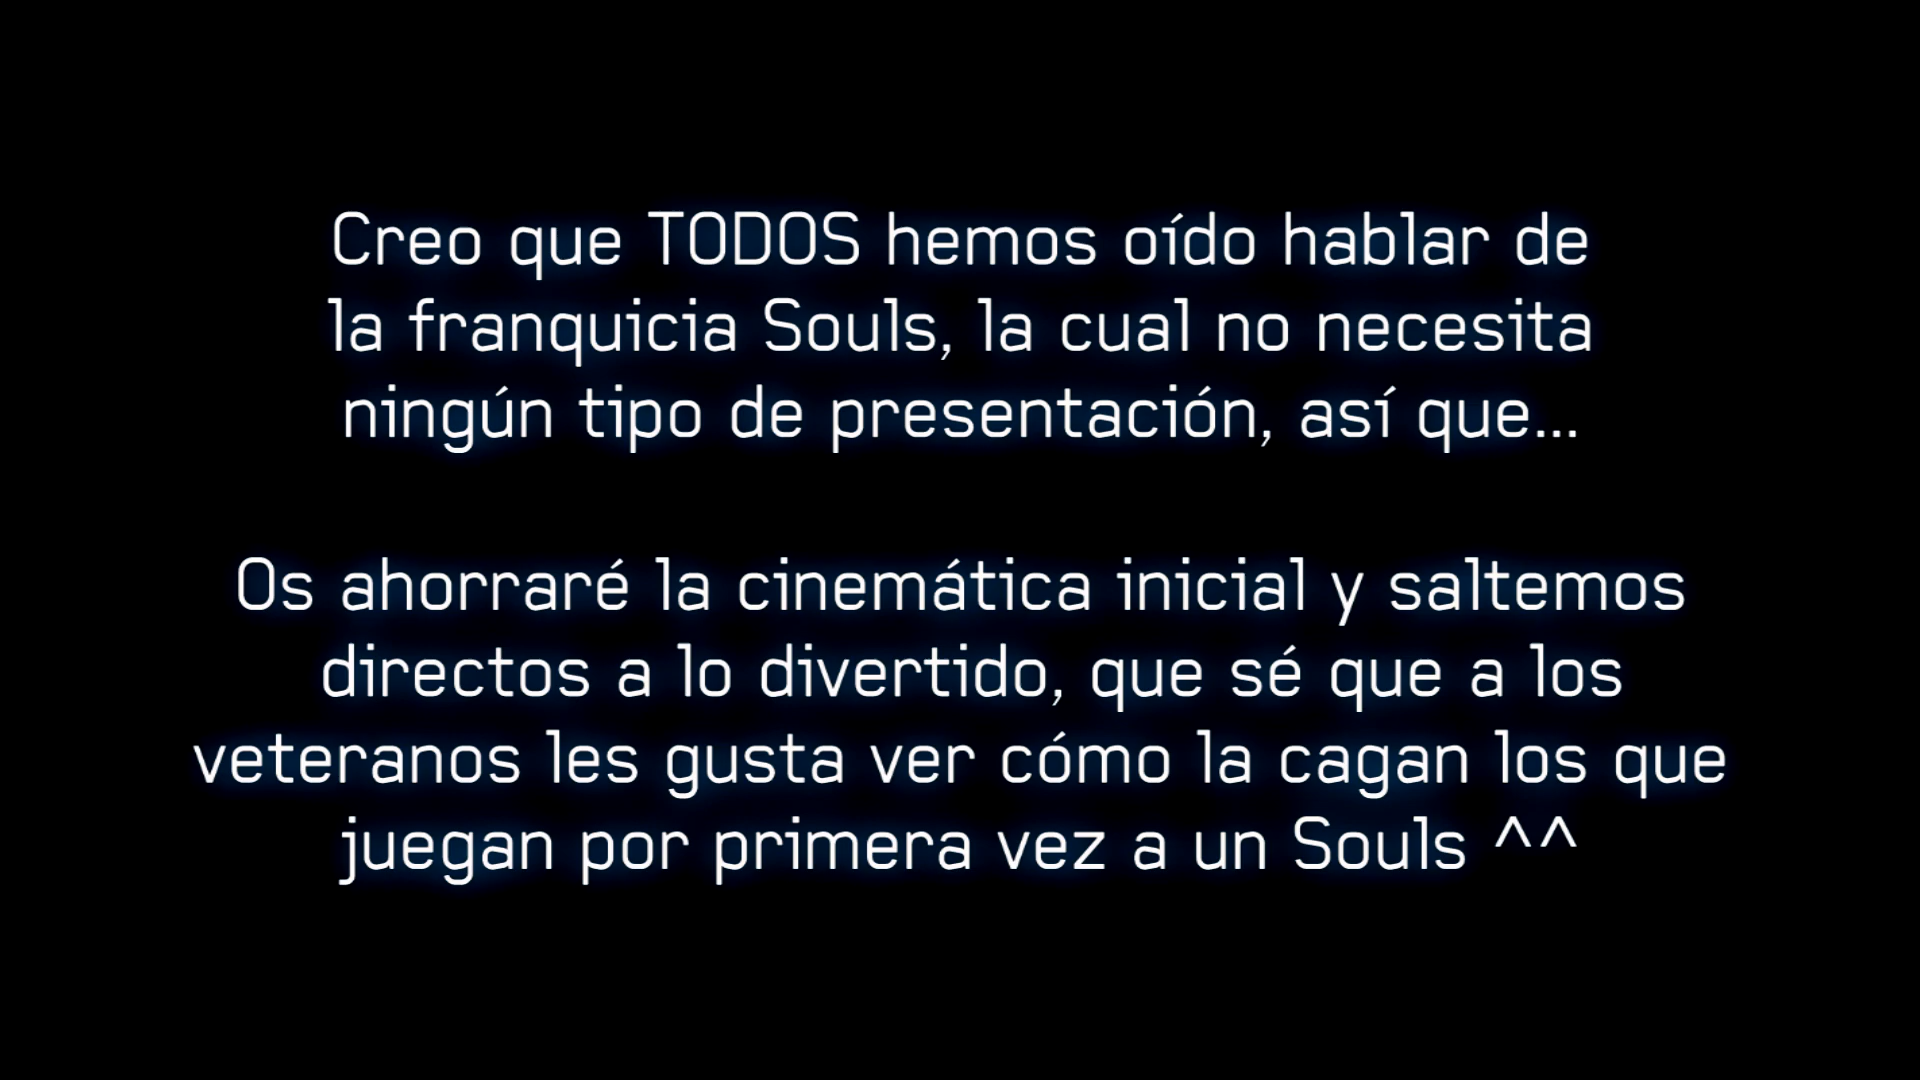 Creo que TODOS hemos oído hablar de
la franquicia Souls, la cual no necesita
ningún tipo de presentación, así que...
Os ahorraré la cinemática inicial y saltemos
directos a lo divertido, que sé que a los
veteranos les gusta ver cómo la cagan los que
juegan por primera vez a un Souls ^^